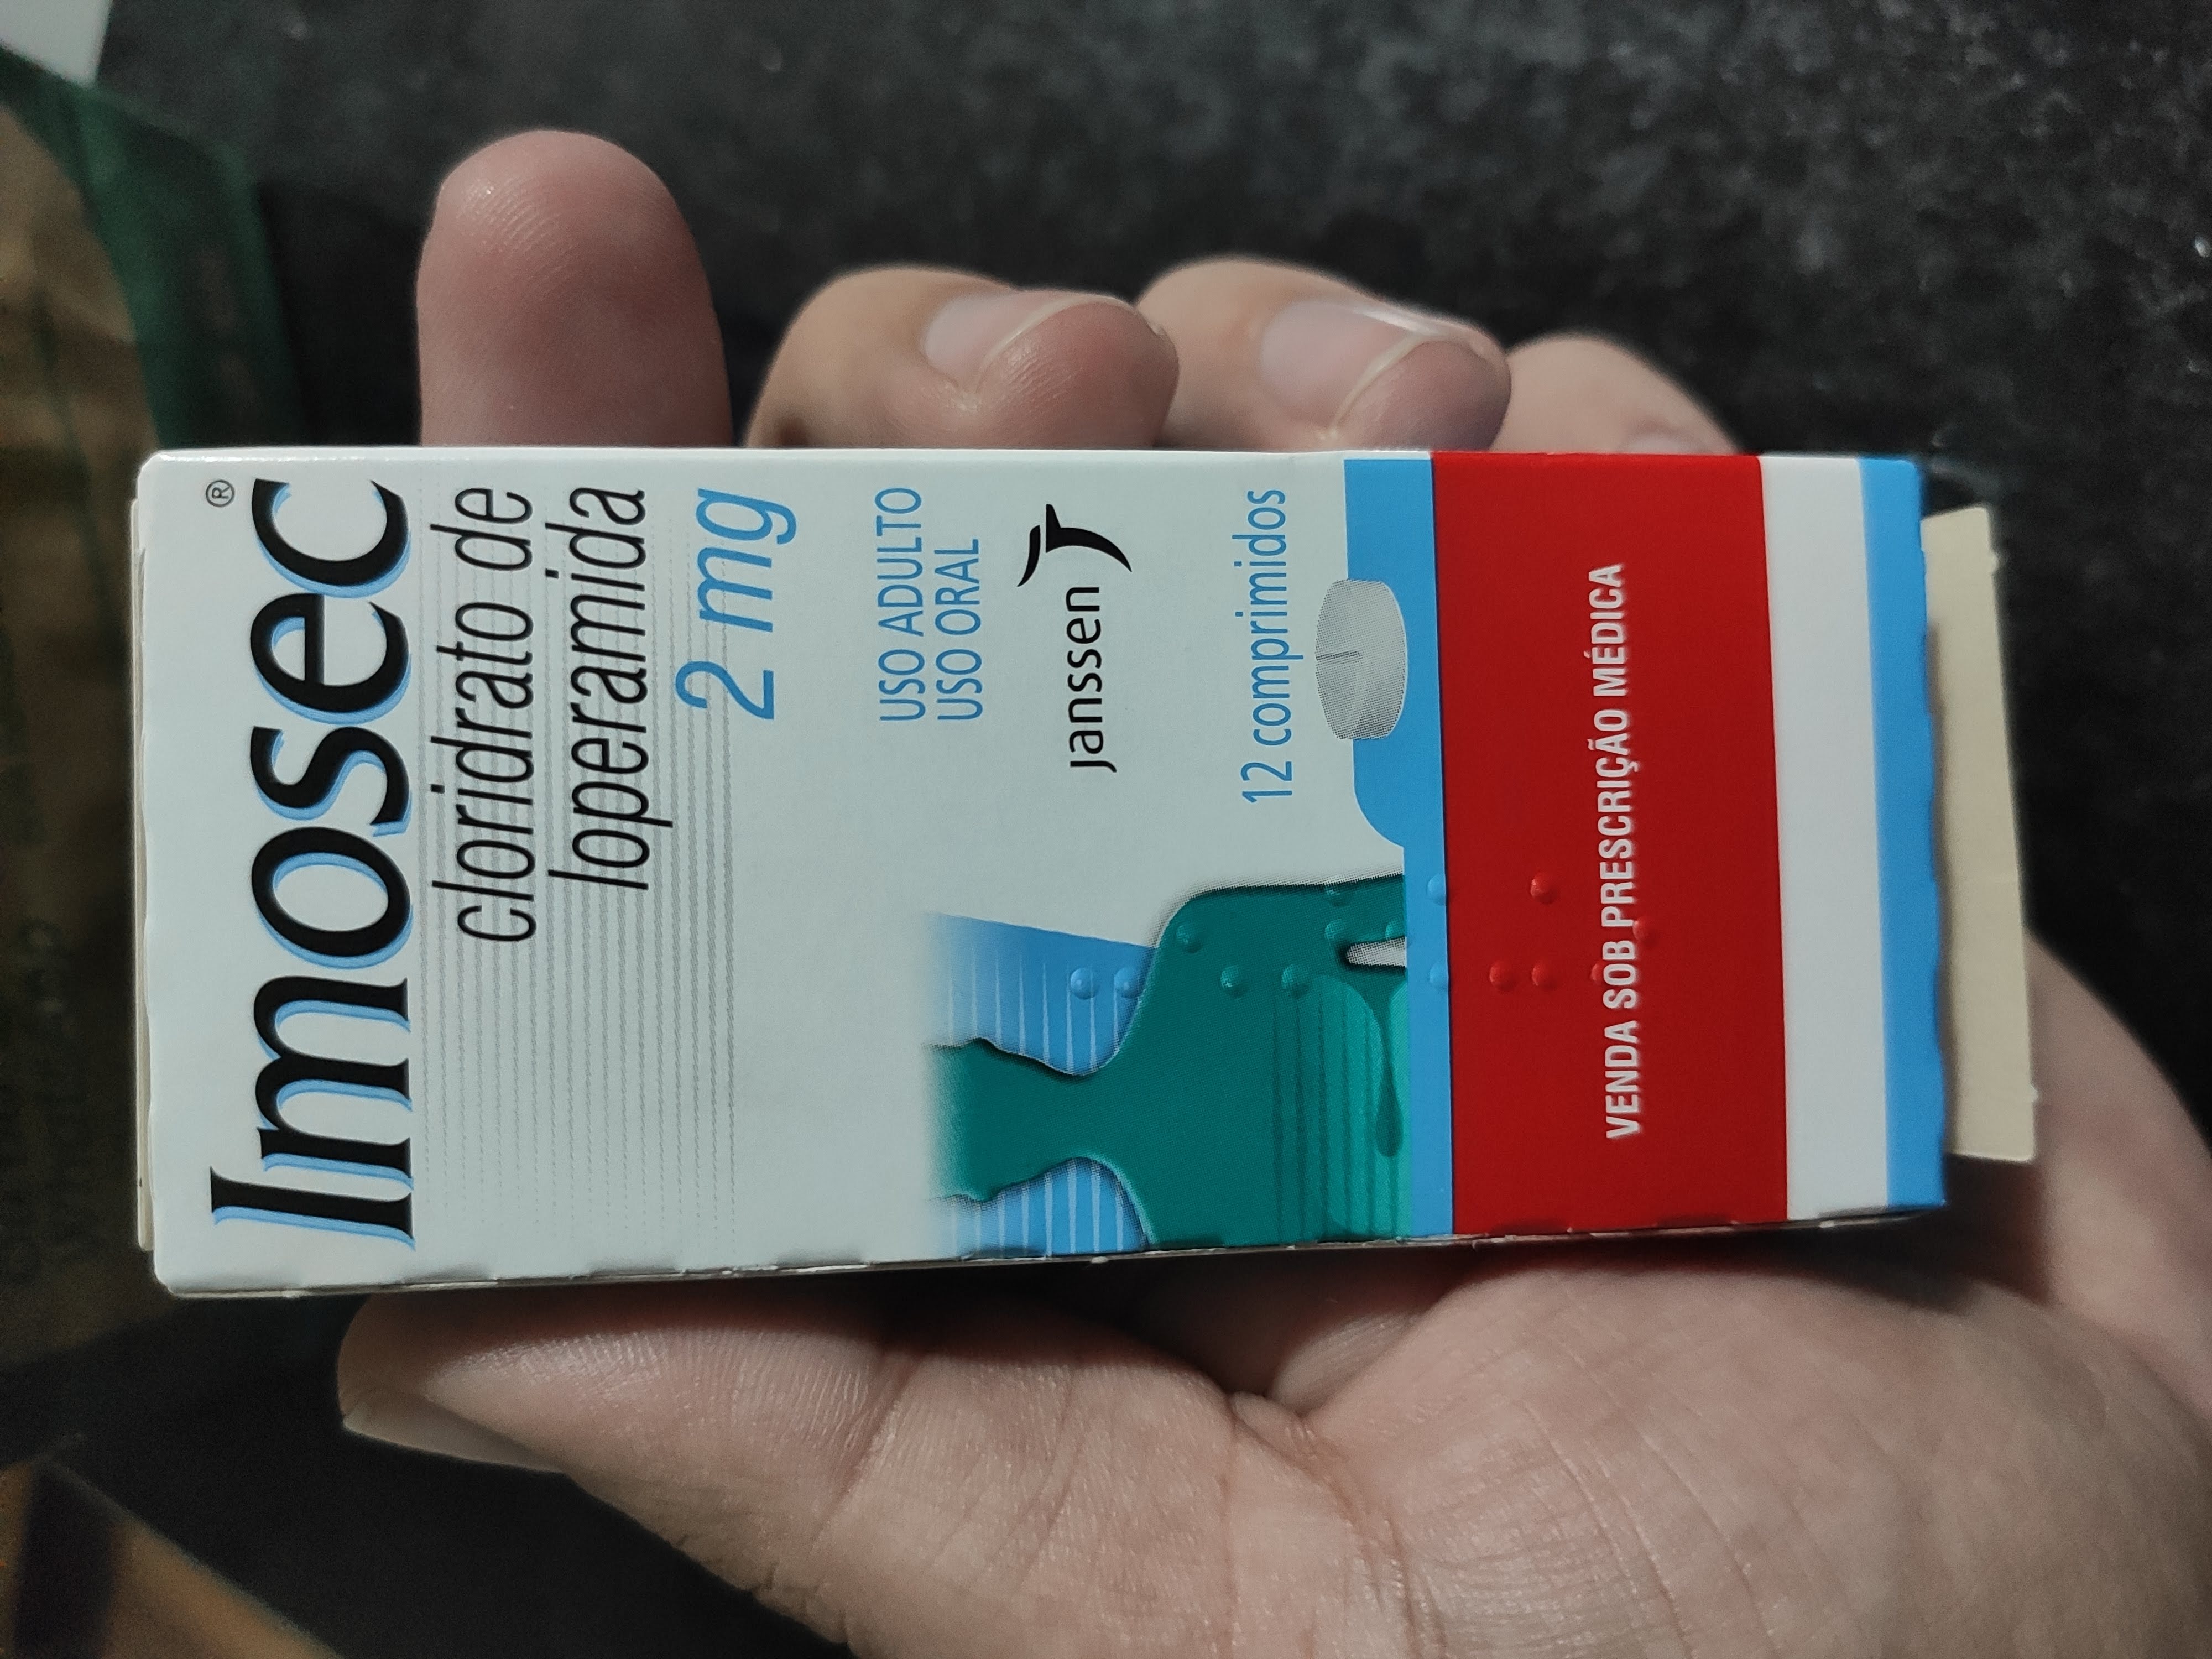 Imosec®
cloridrato de
loperamida
2 mg
USO ADULTO
USO ORAL
janssen
12 comprimidos
VENDA SOB PRESCRIÇÃO MÉDICA